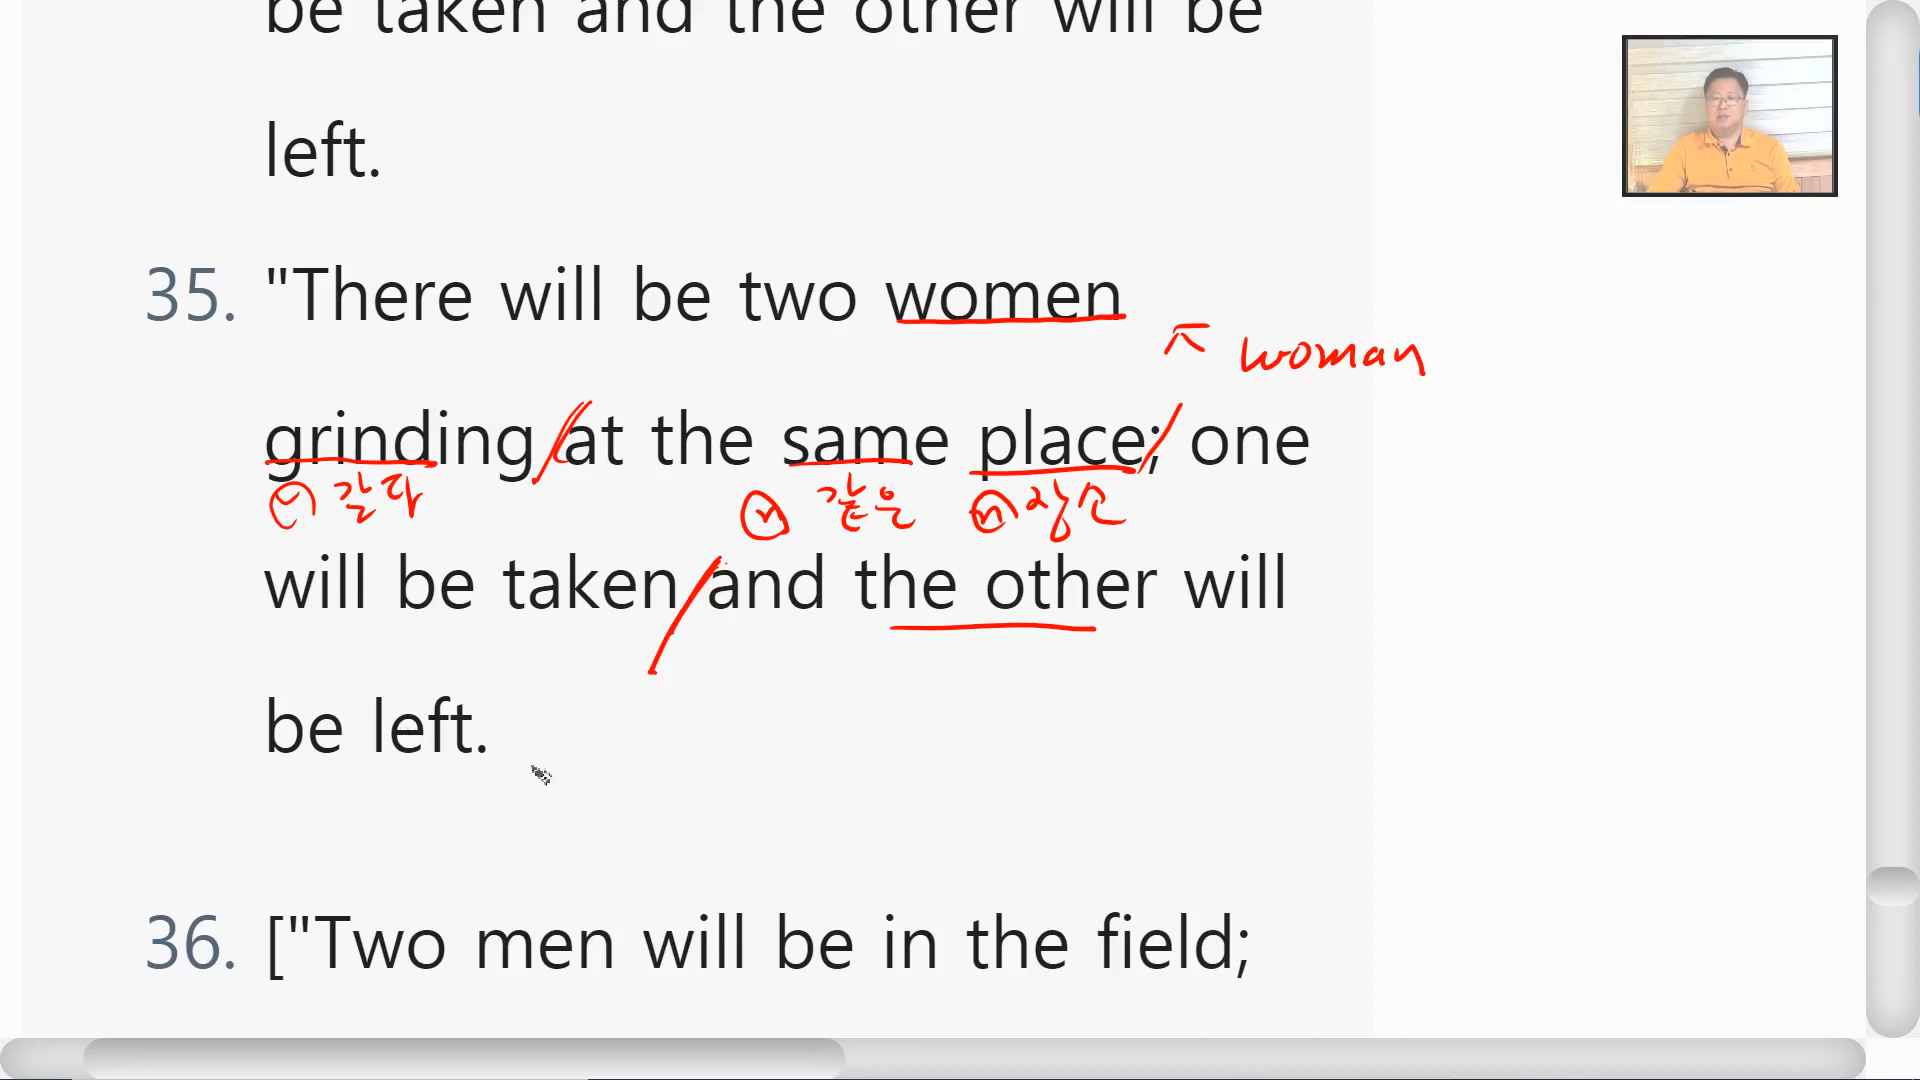 be taken and the other will be
left.
35. "There will be two women
woman
grinding at the same place; one
ⓥ 갈다 ⓝ 같은 ⓝ 장소
will be taken and the other will
be left.
36. ["Two men will be in the field;